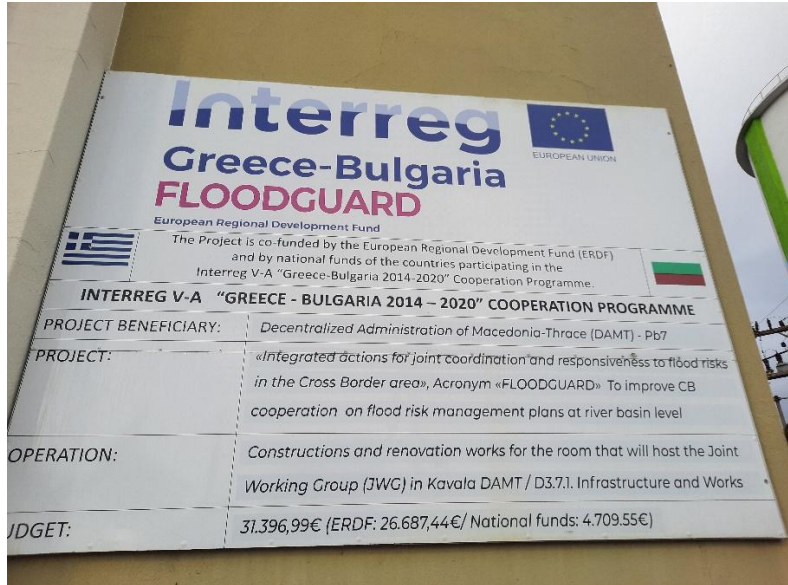 Interreg
EUROPEAN UNION
Greece-Bulgaria
FLOODGUARD
European Regional Development Fund
The Project is co-funded by the European Regional Development Fund (ERDF)
and by national funds of the countries participating in the
Interreg V-A “Greece-Bulgaria 2014-2020” Cooperation Programme.
INTERREG V-A “GREECE - BULGARIA 2014 – 2020” COOPERATION PROGRAMME
PROJECT BENEFICIARY: Decentralized Administration of Macedonia-Thrace (DAMT) - Pb7
PROJECT: «Integrated actions for joint coordination and responsiveness to flood risks
in the Cross Border area», Acronym «FLOODGUARD» To improve CB
cooperation on flood risk management plans at river basin level
OPERATION: Constructions and renovation works for the room that will host the Joint
Working Group (JWG) in Kavala DAMT / D3.7.1. Infrastructure and Works
UDGET: 31.396,99€ (ERDF: 26.687,44€/ National funds: 4.709.55€)